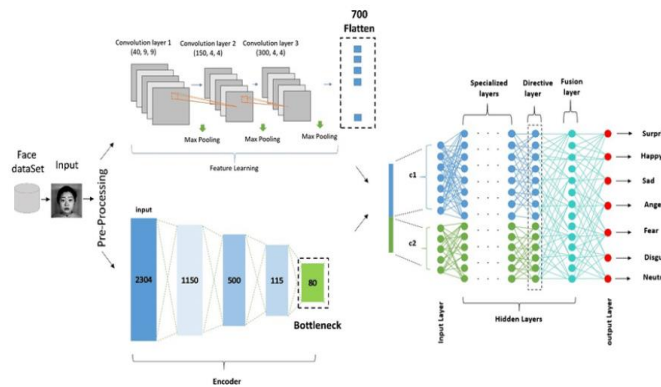 700
Flatten
Convolution layer 1
(40, 9, 9)
Convolution layer 2
(150, 4, 4)
Convolution layer 3
(300, 4, 4)
Max Pooling
Max Pooling
Max Pooling
Feature Learning
Face
dataSet
Input
Pre-Processing
input
2304
1150
500
115
80
Bottleneck
Encoder
c1
c2
Specialized
layers
Directive
layer
Fusion
layer
Input Layer
Hidden Layers
output Layer
Surpr
Happy
Sad
Ange
Fear
Disgu
Neutr